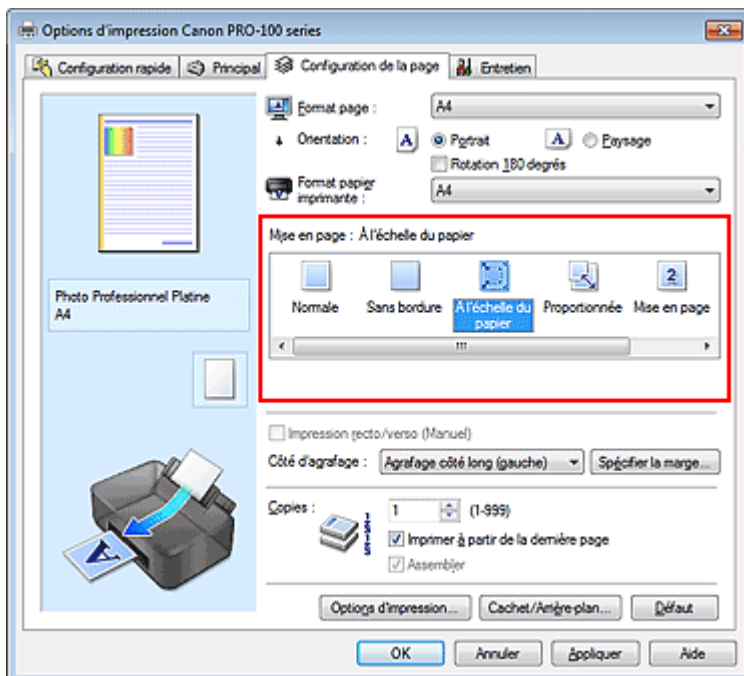 Options d'impression Canon PRO-100 series
Configuration rapide Principal Configuration de la page Entretien
Format page : A4
Orientation : A Portrait A Paysage
Rotation 180 degrés
Format papier imprimante : A4
Mise en page : À l'échelle du papier
Normale Sans bordure À l'échelle du papier Proportionnée 2 Mise en page
Photo Professionnel Platine
A4
Impression recto/verso (Manuel)
Côté d'agrafage : Agrafage côté long (gauche) Spécifier la marge...
Copies : 1 (1-999)
Imprimer à partir de la dernière page
Assembler
Options d'impression... Cachet/Arrière-plan... Défaut
OK Annuler Appliquer Aide